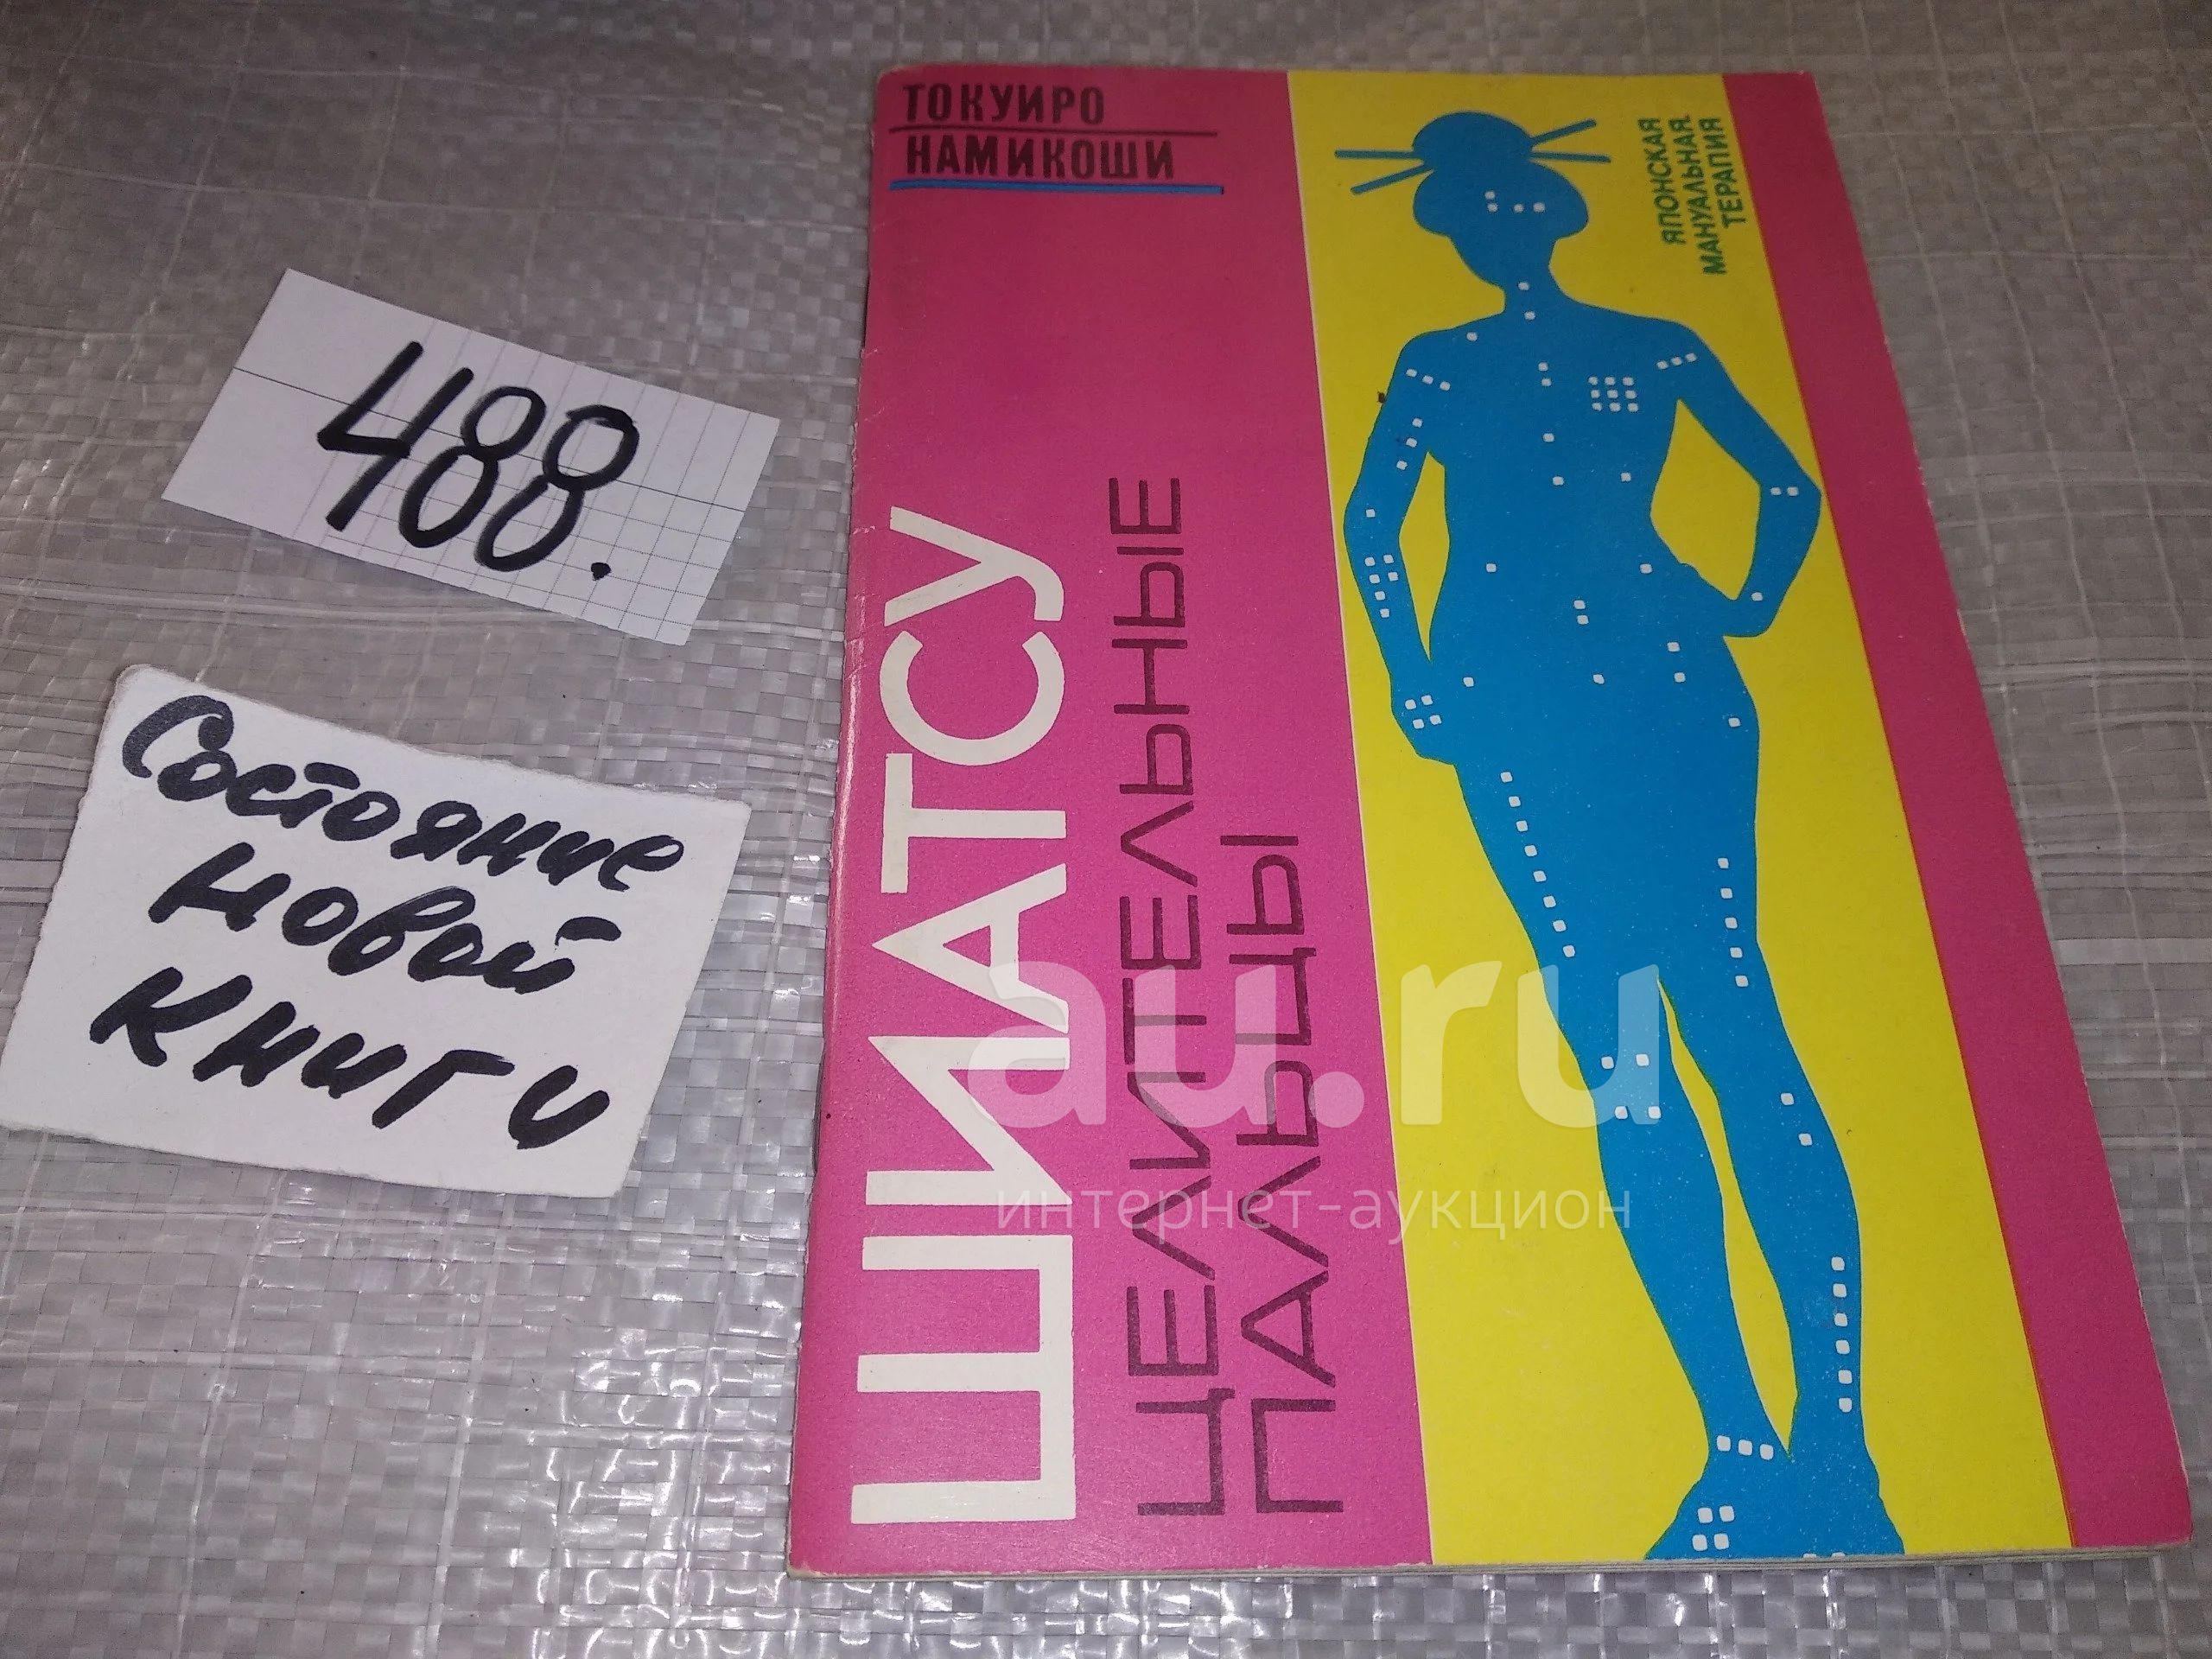 ТОКУИРО
НАМИКОШИ
ШИАТСУ
ЦЕЛИТЕЛЬНЫЕ
ПАЛЬЦЫ
ЯПОНСКАЯ
МАНУАЛЬНАЯ
ТЕРАПИЯ
488.
Состояние
новой
книги
au.ru
интернет-аукцион